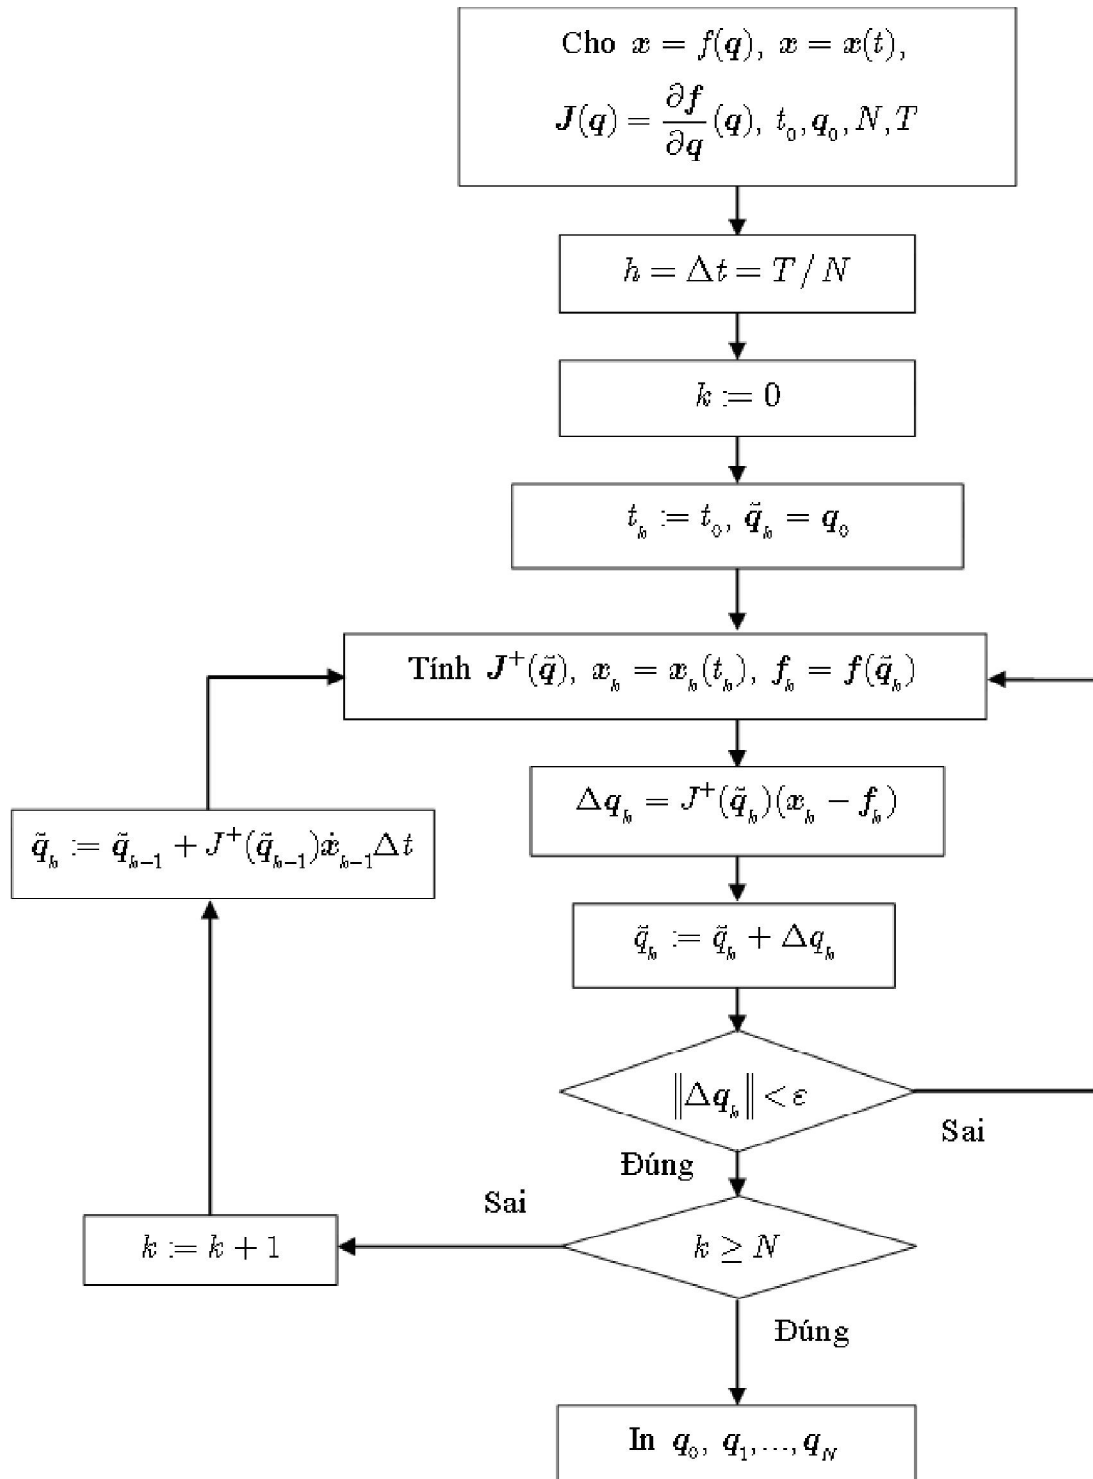 Cho x = f(q), x = x(t),
J(q) = ∂f/∂q (q), t₀, q₀, N, T
h = Δt = T / N
k := 0
tₖ := t₀, q̃ₖ = q₀
Tính J⁺(q̃), xₖ = xₖ(tₖ), fₖ = f(q̃ₖ)
Δqₖ = J⁺(q̃ₖ)(xₖ − fₖ)
q̃ₖ := q̃ₖ₋₁ + J⁺(q̃ₖ₋₁)ẋₖ₋₁Δt
q̃ₖ := q̃ₖ + Δqₖ
‖Δqₖ‖ < ε
Sai
Đúng
Sai
k := k + 1
k ≥ N
Đúng
In q₀, q₁,..., q_N